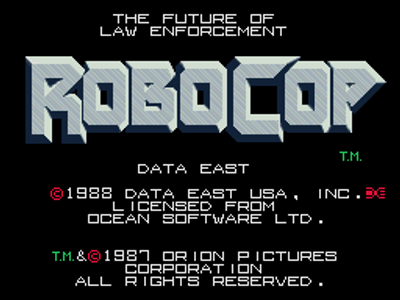 THE FUTURE OF
LAW ENFORCEMENT
ROBOCOP
T.M.
DATA EAST
©1988 DATA EAST USA, INC.
LICENSED FROM
OCEAN SOFTWARE LTD.
T.M.&©1987 ORION PICTURES
CORPORATION
ALL RIGHTS RESERVED.